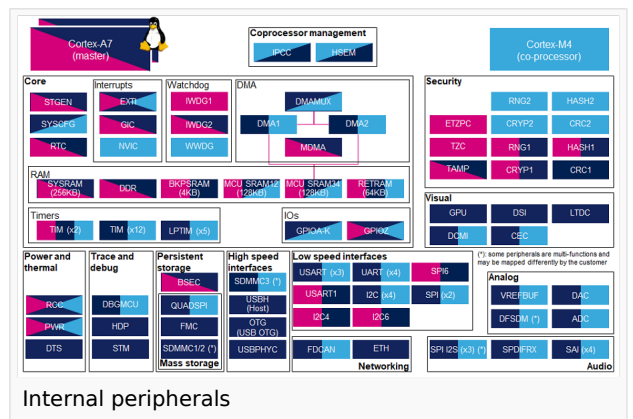 Cortex-A7
(master)
Coprocessor management
IPCC
HSEM
Cortex-M4
(co-processor)
Core
STGEN
SYSCFG
RTC
Interrupts
EXTI
GIC
NVIC
Watchdog
IWDG1
IWDG2
WWDG
DMA
DMAMUX
DMA1
DMA2
MDMA
Security
RNG2
HASH2
ETZPC
CRYP2
CRC2
TZC
RNG1
HASH1
TAMP
CRYP1
CRC1
RAM
SYSRAM
(256KB)
DDR
BKPSRAM
(4KB)
MCU SRAM12
(128KB)
MCU SRAM34
(128KB)
RETRAM
(64KB)
Timers
TIM (x2)
TIM (x12)
LPTIM (x5)
IOs
GPIOA-K
GPIOZ
Visual
GPU
DSI
LTDC
DCMI
CEC
(*): some peripherals are multi-functions and
may be mapped differently by the customer
Power and
thermal
RCC
PWR
DTS
Trace and
debug
DBGMCU
HDP
STM
Persistent
storage
BSEC
QUADSPI
FMC
SDMMC1/2 (*)
Mass storage
High speed
interfaces
SDMMC3 (*)
USBH
(Host)
OTG
(USB OTG)
USBPHYC
Low speed interfaces
USART (x3)
UART (x4)
SPI6
USART1
I2C (x4)
SPI (x2)
I2C4
I2C6
FDCAN
ETH
Networking
Analog
VREFBUF
DAC
DFSDM (*)
ADC
SPI I2S (x3) (*)
SPDIFRX
SAI (x4)
Audio
Internal peripherals